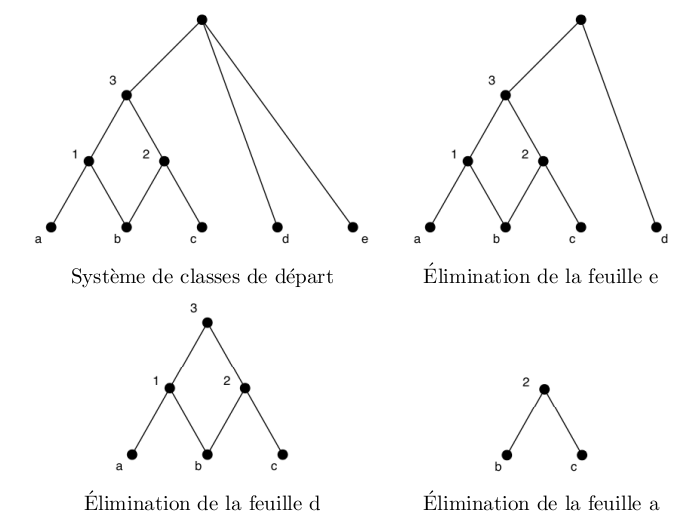 3
3
1
2
1
2
a
b
c
d
e
a
b
c
d
Système de classes de départ
Élimination de la feuille e
3
1
2
2
a
b
c
b
c
Élimination de la feuille d
Élimination de la feuille a